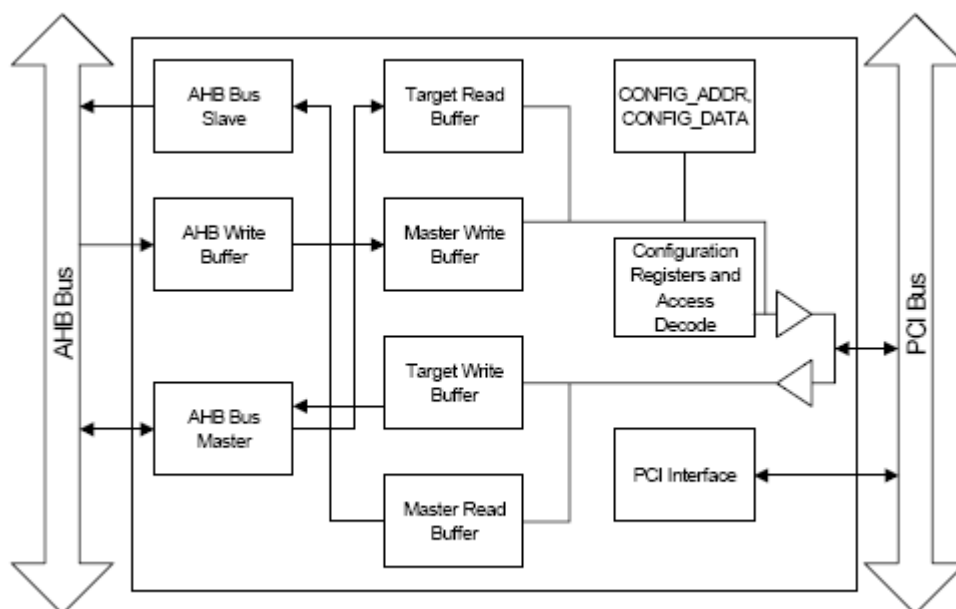 AHB Bus
AHB Bus
Slave
Target Read
Buffer
CONFIG_ADDR,
CONFIG_DATA
AHB Write
Buffer
Master Write
Buffer
Configuration
Registers and
Access
Decode
Target Write
Buffer
AHB Bus
Master
PCI Interface
Master Read
Buffer
PCI Bus